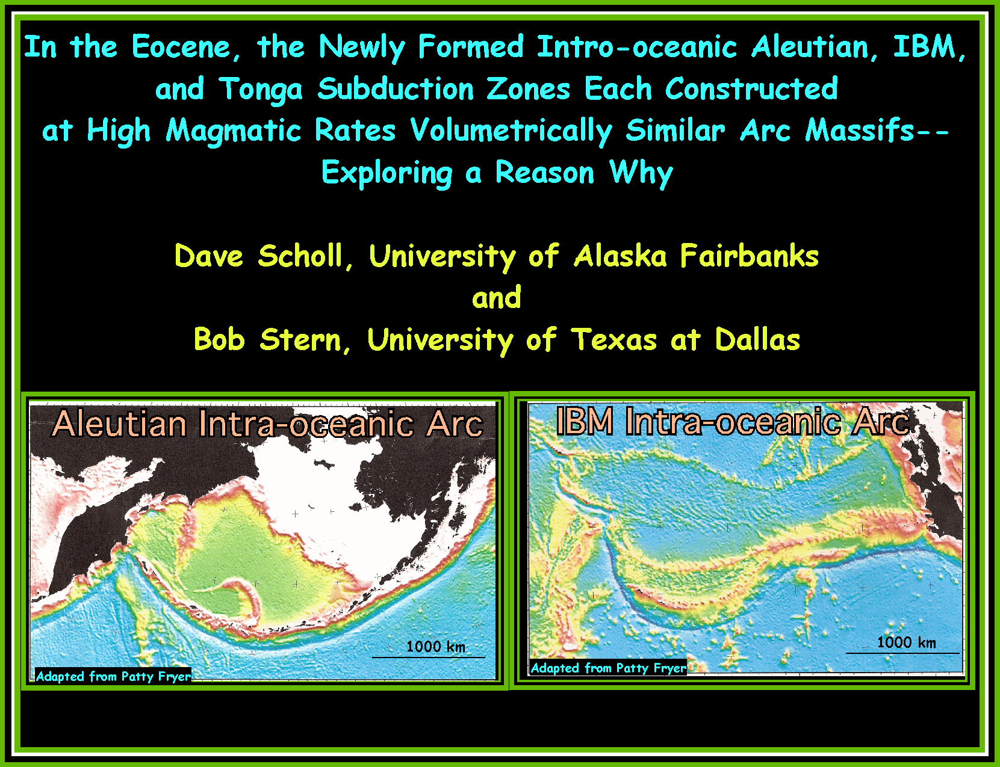 In the Eocene, the Newly Formed Intro-oceanic Aleutian, IBM,
and Tonga Subduction Zones Each Constructed
at High Magmatic Rates Volumetrically Similar Arc Massifs--
Exploring a Reason Why
Dave Scholl, University of Alaska Fairbanks
and
Bob Stern, University of Texas at Dallas
Aleutian Intra-oceanic Arc
1000 km
Adapted from Patty Fryer
IBM Intra-oceanic Arc
1000 km
Adapted from Patty Fryer